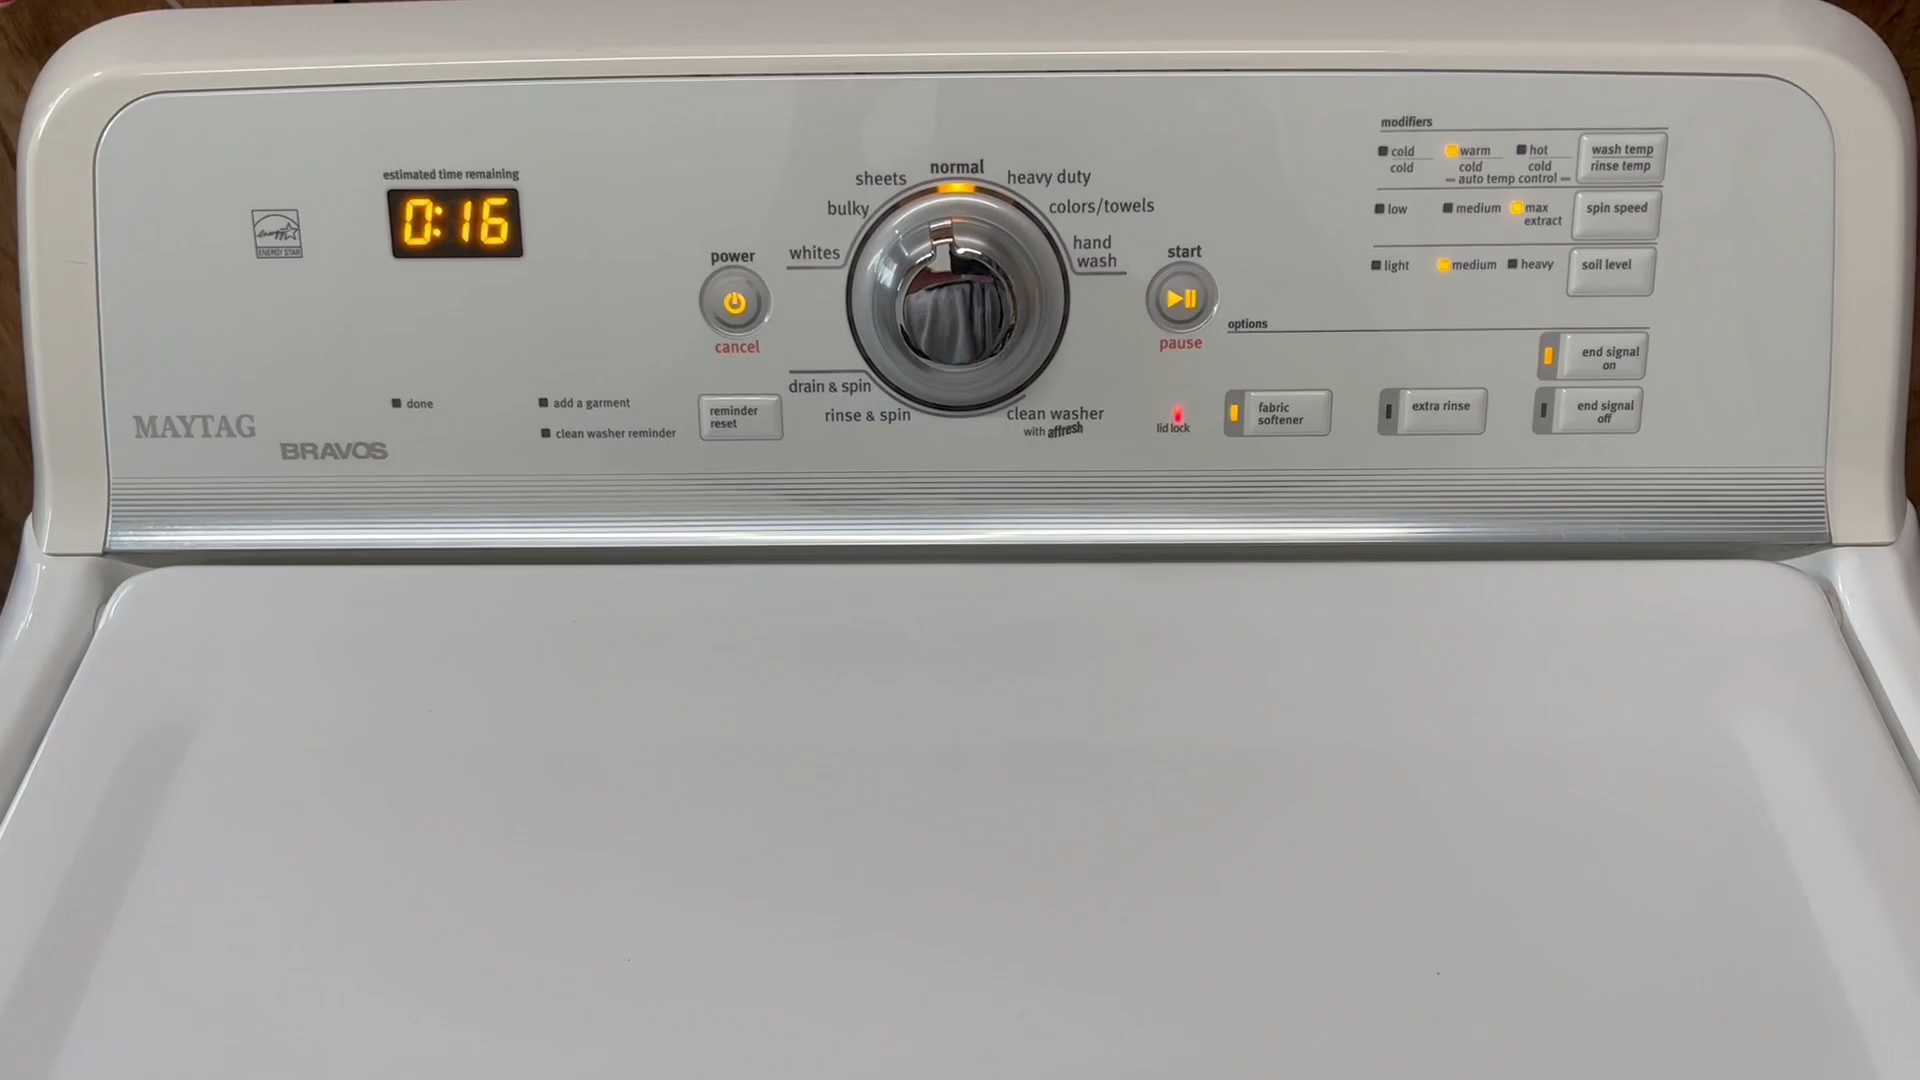 estimated time remaining
0:16
energy
ENERGY STAR
MAYTAG
BRAVOS
done
add a garment
clean washer reminder
reminder
reset
power
cancel
normal
sheets
bulky
whites
heavy duty
colors/towels
hand
wash
drain & spin
rinse & spin
clean washer
with affresh
start
pause
lid lock
modifiers
cold
cold
warm
cold
hot
cold
auto temp control
wash temp
rinse temp
low
medium
max
extract
spin speed
light
medium
heavy
soil level
options
end signal
on
fabric
softener
extra rinse
end signal
off